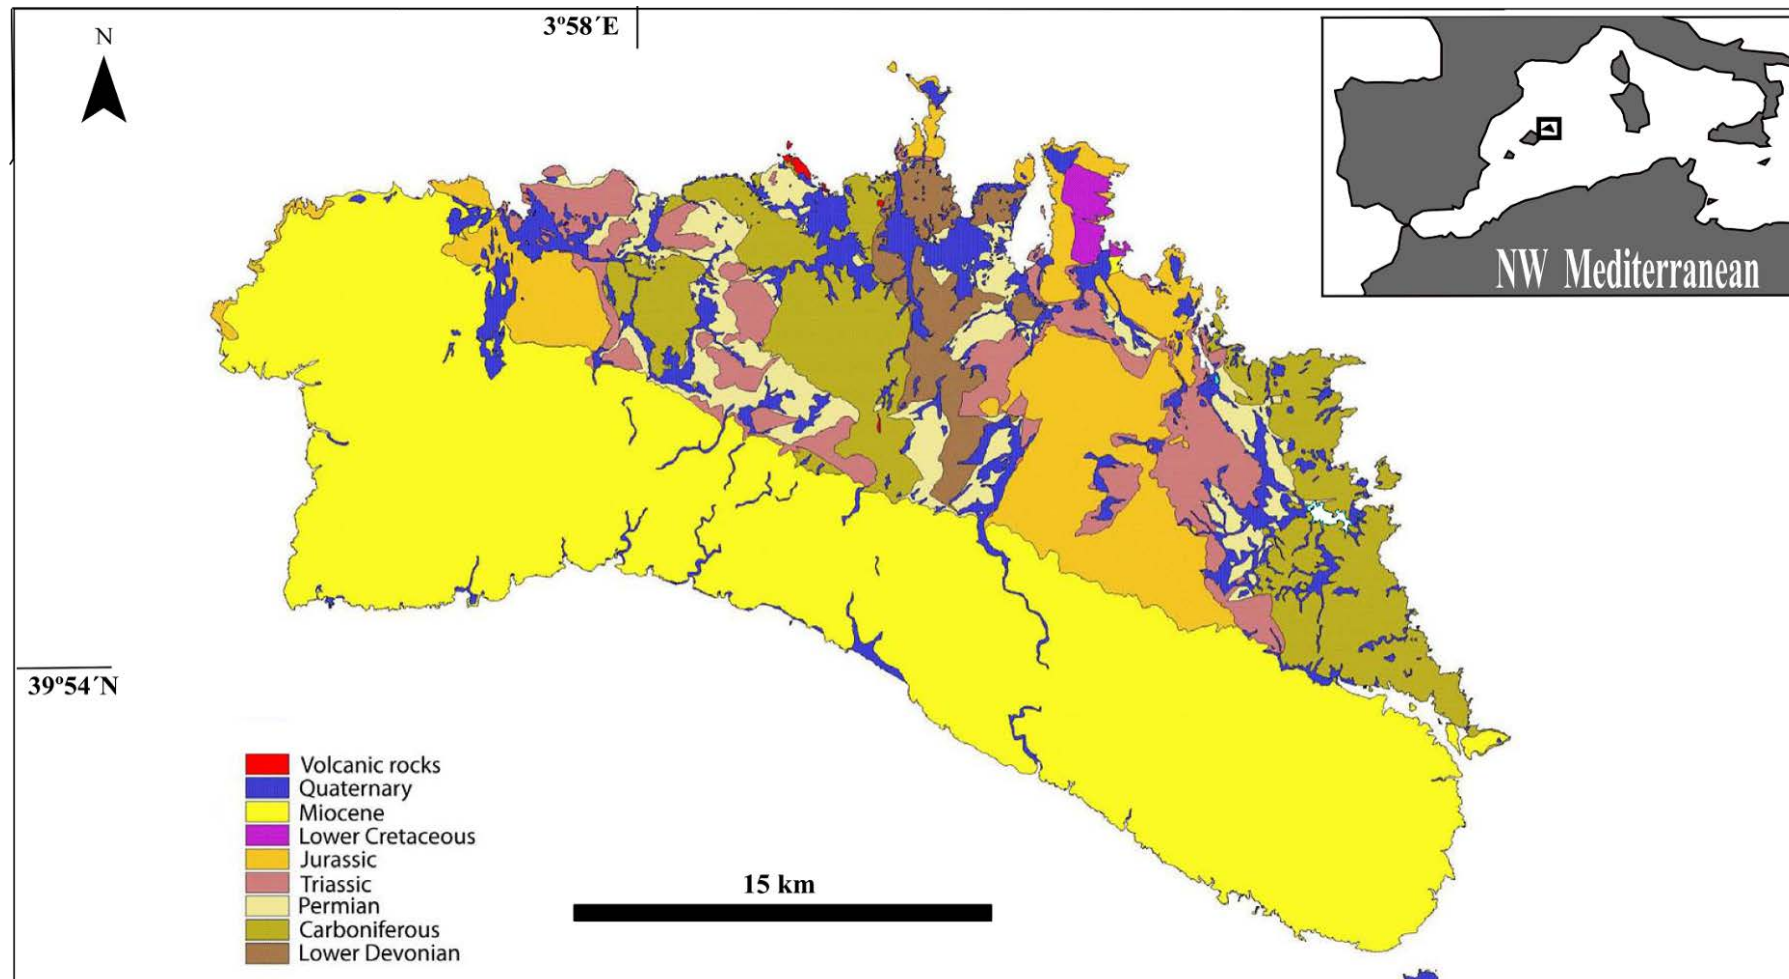 3º58´E
N
NW Mediterranean
39º54´N
Volcanic rocks
Quaternary
Miocene
Lower Cretaceous
Jurassic
Triassic
Permian
Carboniferous
Lower Devonian
15 km